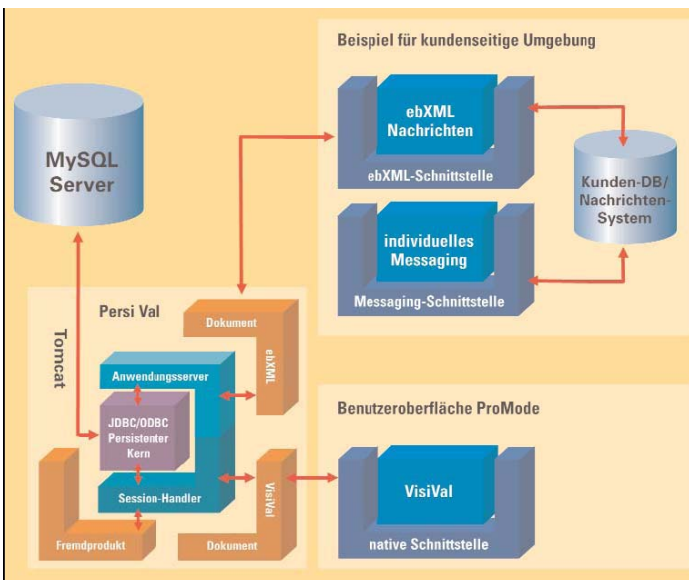 Beispiel für kundenseitige Umgebung
MySQL
Server
ebXML
Nachrichten
ebXML-Schnittstelle
Kunden-DB/
Nachrichten-
System
individuelles
Messaging
Messaging-Schnittstelle
Tomcat
Persi Val
Dokument
ebXML
Anwendungsserver
JDBC/ODBC
Persistenter
Kern
Session-Handler
Fremdprodukt
VisiVal
Dokument
Benutzeroberfläche ProMode
VisiVal
native Schnittstelle